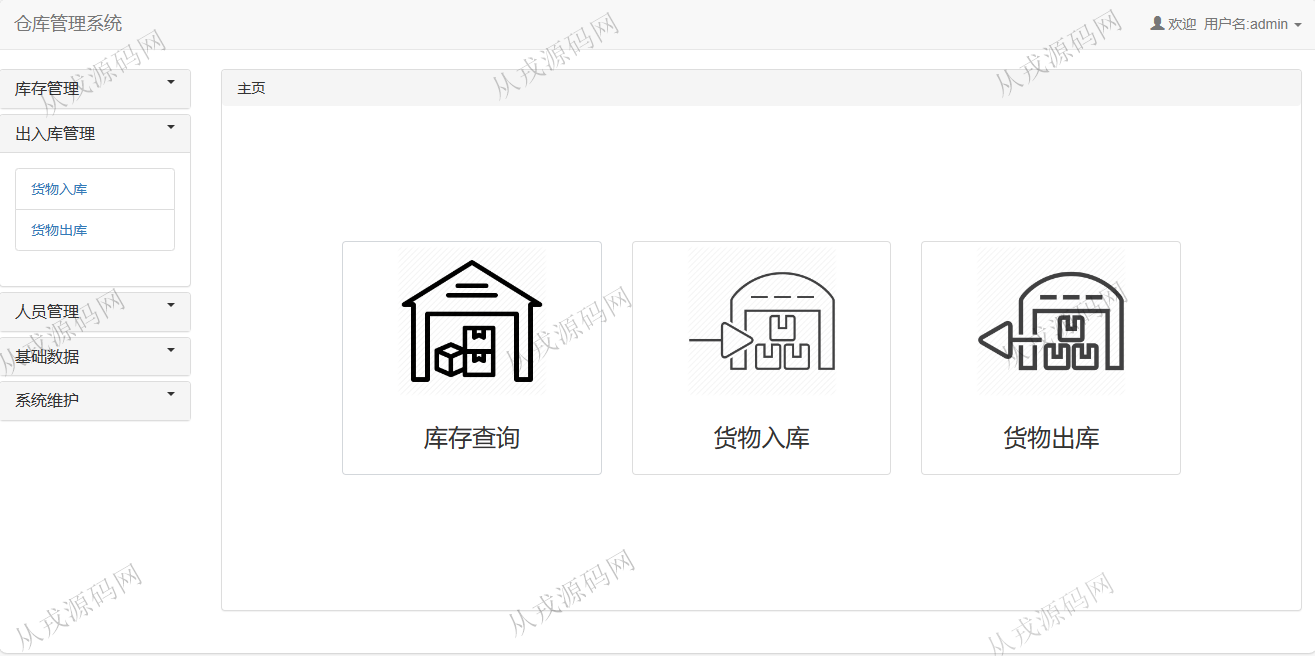 仓库管理系统
欢迎 用户名:admin
库存管理
出入库管理
货物入库
货物出库
人员管理
基础数据
系统维护
主页
库存查询
货物入库
货物出库
从戎源码网
从戎源码网
从戎源码网
从戎源码网
从戎源码网
从戎源码网
从戎源码网
从戎源码网
从戎源码网